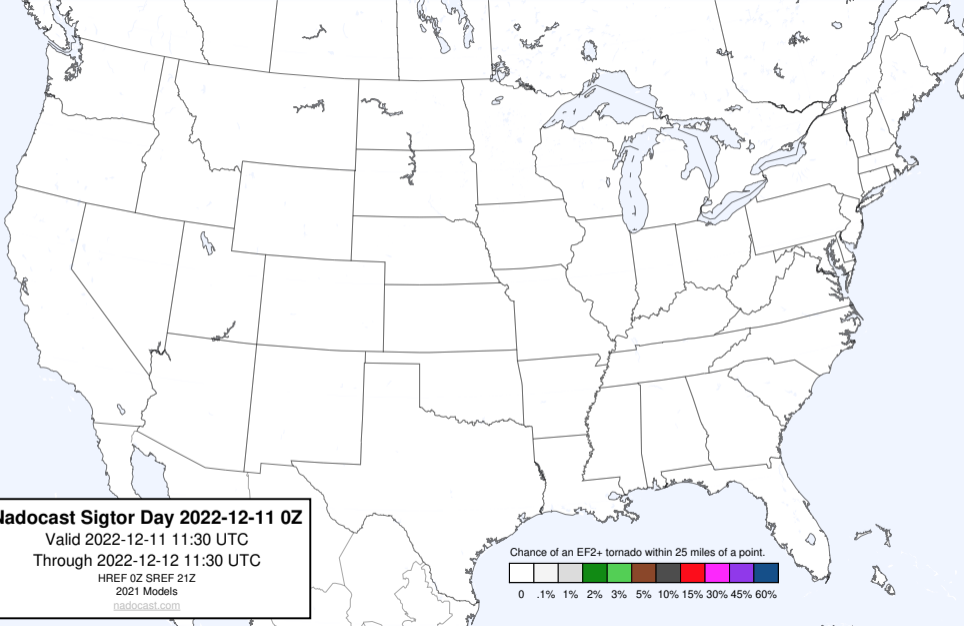 Nadocast Sigtor Day 2022-12-11 0Z
Valid 2022-12-11 11:30 UTC
Through 2022-12-12 11:30 UTC
HREF 0Z SREF 21Z
2021 Models
nadocast.com
Chance of an EF2+ tornado within 25 miles of a point.
0 .1% 1% 2% 3% 5% 10% 15% 30% 45% 60%